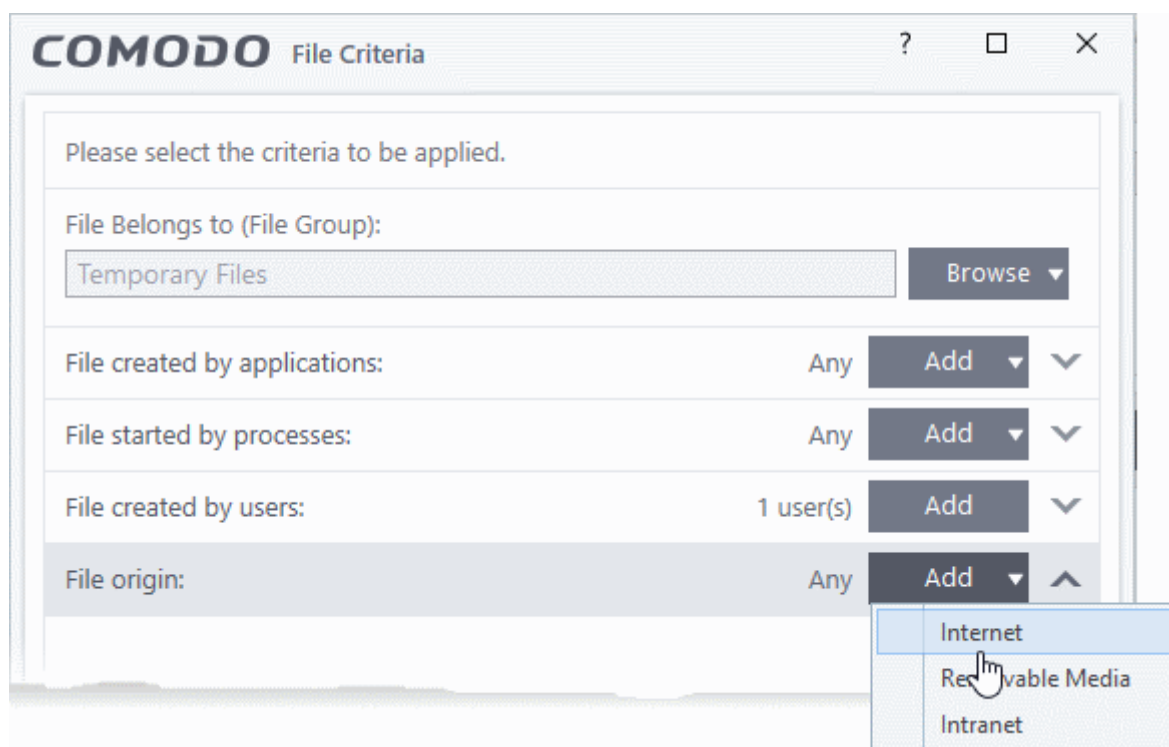 COMODO File Criteria ?
Please select the criteria to be applied.
File Belongs to (File Group):
Temporary Files Browse
File created by applications: Any Add
File started by processes: Any Add
File created by users: 1 user(s) Add
File origin: Any Add
Internet
Removable Media
Intranet